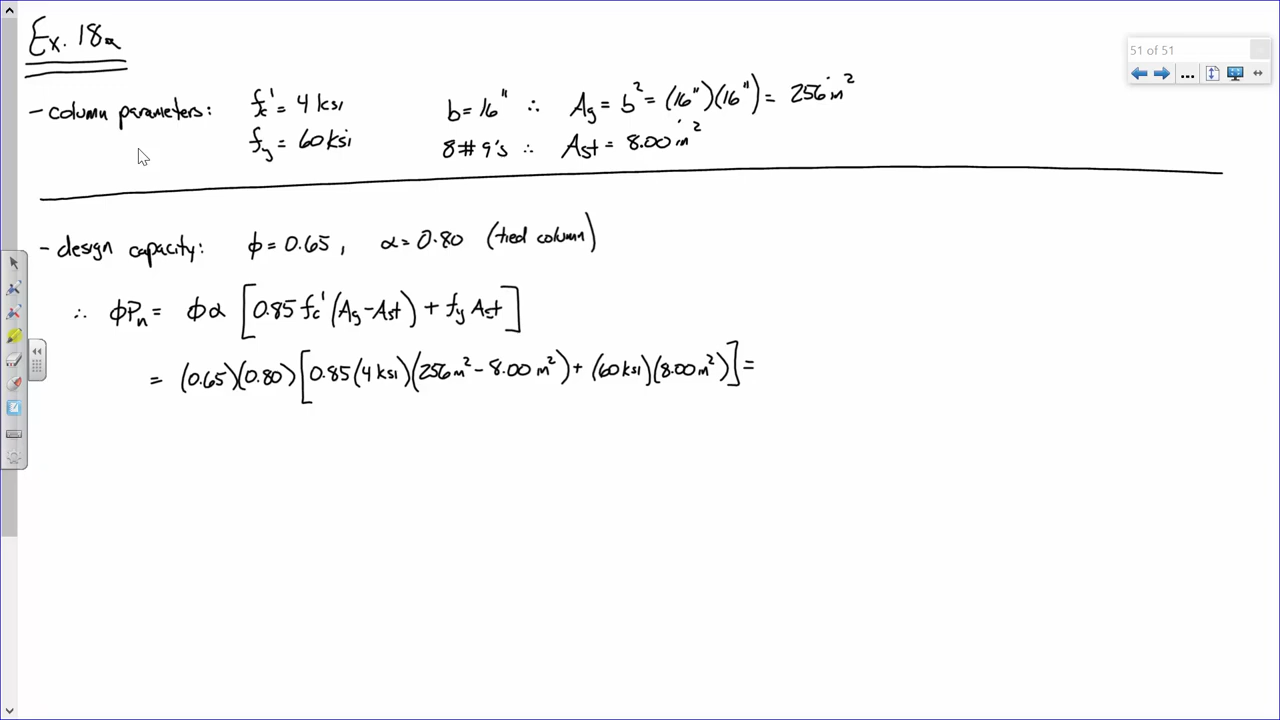 Ex. 18a
51 of 51
- column parameters: fc' = 4 ksi b = 16" ∴ Ag = b² = (16")(16") = 256 in²
fy = 60 ksi 8#9's ∴ Ast = 8.00 in²
- design capacity: ϕ = 0.65, α = 0.80 (tied column)
∴ ϕPn = ϕα [0.85 fc' (Ag - Ast) + fy Ast]
= (0.65)(0.80)[0.85(4 ksi)(256 in² - 8.00 in²) + (60 ksi)(8.00 in²)] =